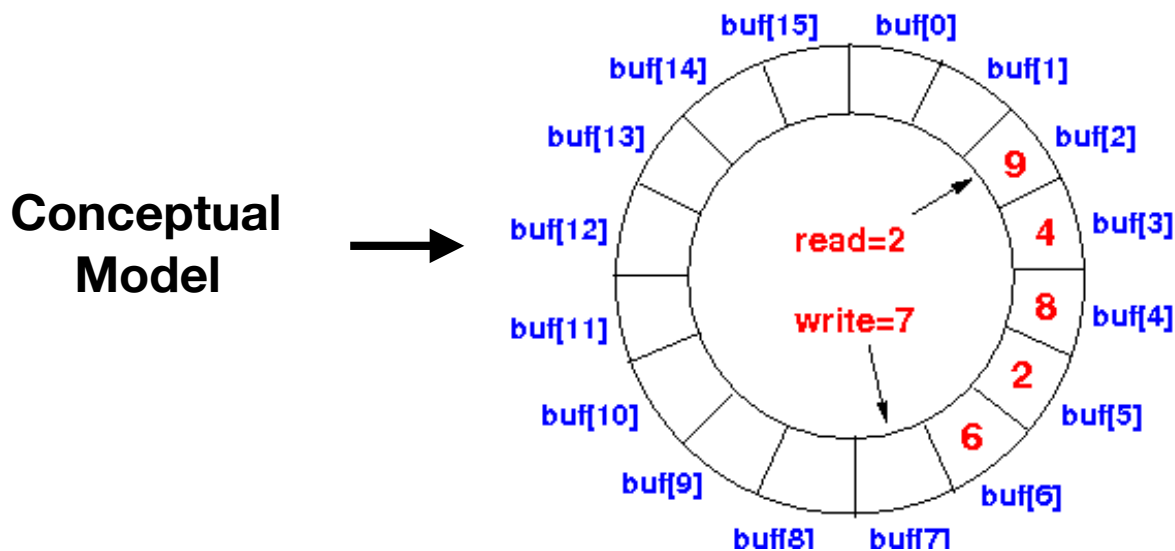 Conceptual
Model
buf[15]
buf[0]
buf[14]
buf[1]
buf[13]
buf[2]
9
buf[12]
read=2
4
buf[3]
write=7
8
buf[4]
buf[11]
2
buf[10]
buf[5]
6
buf[9]
buf[6]
buf[8]
buf[7]